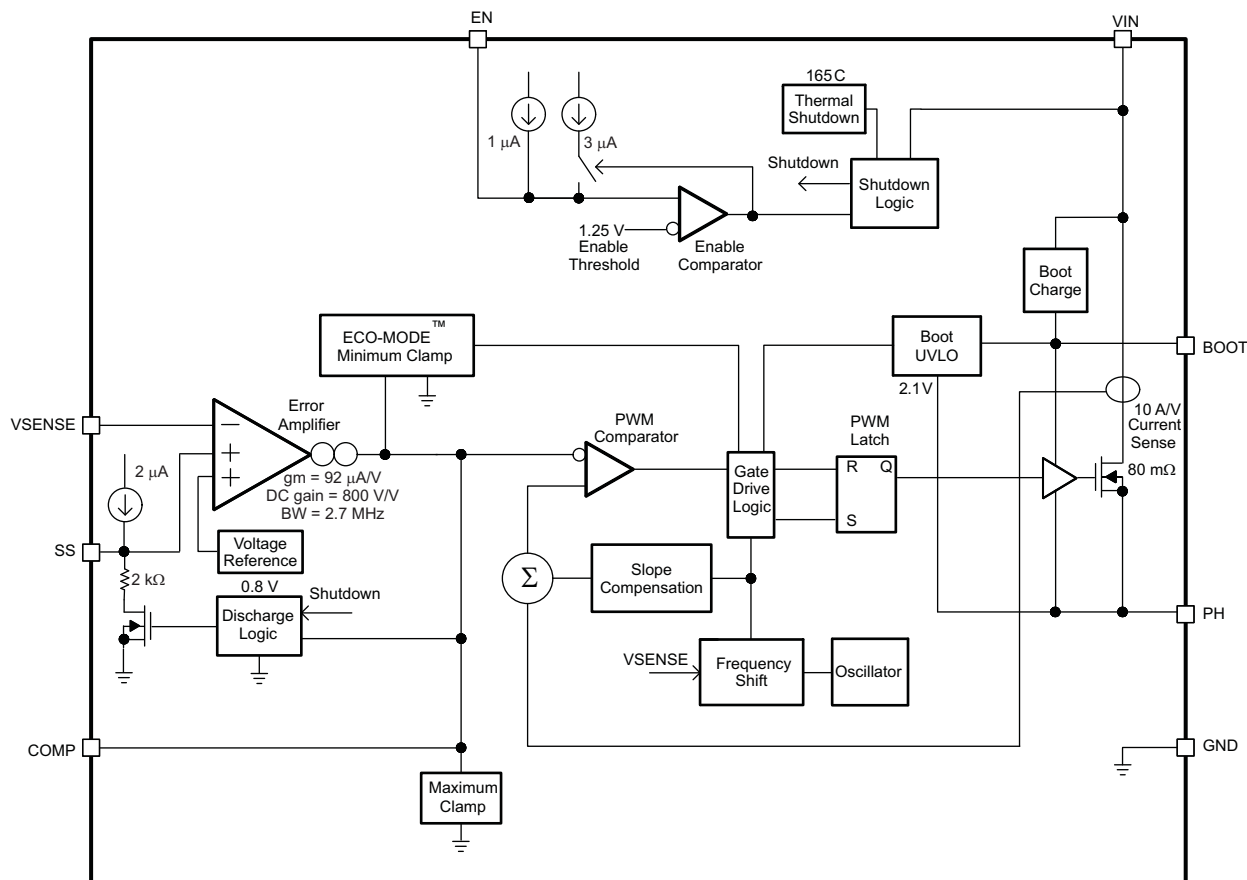 EN
VIN
165 C
Thermal
Shutdown
1 µA
3 µA
Shutdown
Shutdown
Logic
1.25 V
Enable
Threshold
Enable
Comparator
Boot
Charge
ECO-MODE™
Minimum Clamp
Boot
UVLO
BOOT
2.1 V
VSENSE
Error
Amplifier
PWM
Comparator
PWM
Latch
10 A/V
Current
Sense
80 mΩ
gm = 92 µA/V
DC gain = 800 V/V
BW = 2.7 MHz
2 µA
Gate
Drive
Logic
R Q
S
SS
Voltage
Reference
2 kΩ
0.8 V
Shutdown
Discharge
Logic
Σ
Slope
Compensation
PH
VSENSE
Frequency
Shift
Oscillator
COMP
GND
Maximum
Clamp